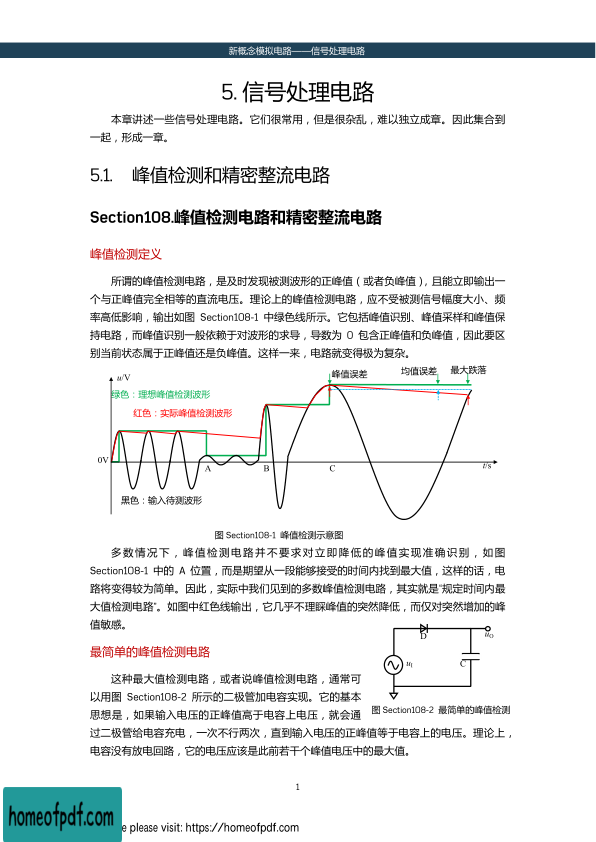 新概念模拟电路——信号处理电路
5. 信号处理电路
本章讲述一些信号处理电路。它们很常用，但是很杂乱，难以独立成章。因此集合到
一起，形成一章。
5.1. 峰值检测和精密整流电路
Section108.峰值检测电路和精密整流电路
峰值检测定义
所谓的峰值检测电路，是及时发现被测波形的正峰值（或者负峰值），且能立即输出一
个与正峰值完全相等的直流电压。理论上的峰值检测电路，应不受被测信号幅度大小、频
率高低影响，输出如图 Section108-1 中绿色线所示。它包括峰值识别、峰值采样和峰值保
持电路，而峰值识别一般依赖于对波形的求导，导数为 0 包含正峰值和负峰值，因此要区
别当前状态属于正峰值还是负峰值。这样一来，电路就变得极为复杂。
u/V
峰值误差
均值误差
最大跌落
绿色：理想峰值检测波形
红色：实际峰值检测波形
0V
A
B
C
t/s
黑色：输入待测波形
图 Section108-1 峰值检测示意图
多数情况下，峰值检测电路并不要求对立即降低的峰值实现准确识别，如图
Section108-1 中的 A 位置，而是期望从一段能够接受的时间内找到最大值，这样的话，电
路将变得较为简单。因此，实际中我们见到的多数峰值检测电路，其实就是“规定时间内最
大值检测电路”。如图中红色线输出，它几乎不理睬峰值的突然降低，而仅对突然增加的峰
值敏感。
D
uO
uI
C
最简单的峰值检测电路
这种最大值检测电路，或者说峰值检测电路，通常可
以用图 Section108-2 所示的二极管加电容实现。它的基本
图 Section108-2 最简单的峰值检测
思想是，如果输入电压的正峰值高于电容上电压，就会通
过二极管给电容充电，一次不行两次，直到输入电压的正峰值等于电容上的电压。理论上，
电容没有放电回路，它的电压应该是此前若干个峰值电压中的最大值。
1
homeofpdf.com
e please visit: https://homeofpdf.com